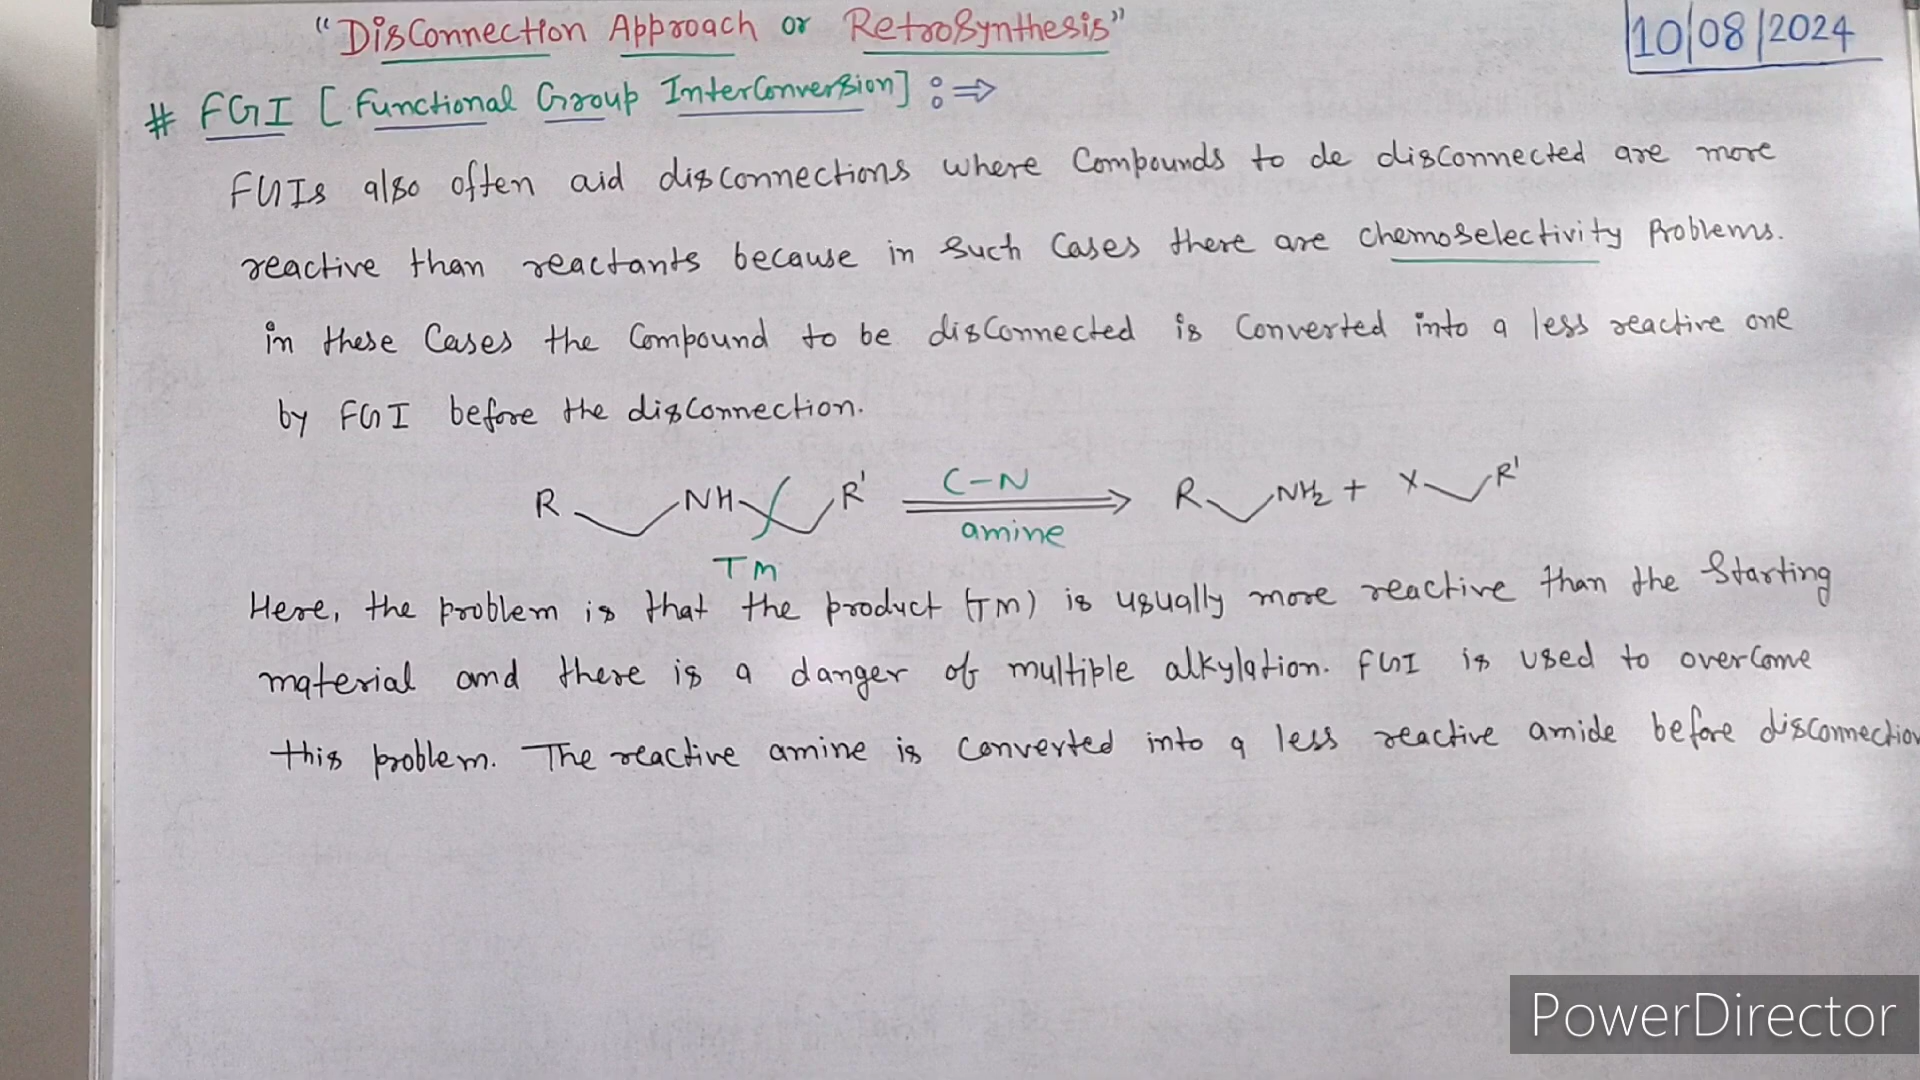 "Disconnection Approach or Retrosynthesis"
10/08/2024
# FGI [Functional Group Interconversion] :⇒
FGIs also often aid disconnections where compounds to de disconnected are more
reactive than reactants because in such cases there are chemoselectivity problems.
in these cases the compound to be disconnected is converted into a less reactive one
by FGI before the disconnection.
R NH R' C-N R NH2 + X R'
amine
TM
Here, the problem is that the product (TM) is usually more reactive than the starting
material and there is a danger of multiple alkylation. FGI is used to overcome
this problem. The reactive amine is converted into a less reactive amide before disconnection
PowerDirector